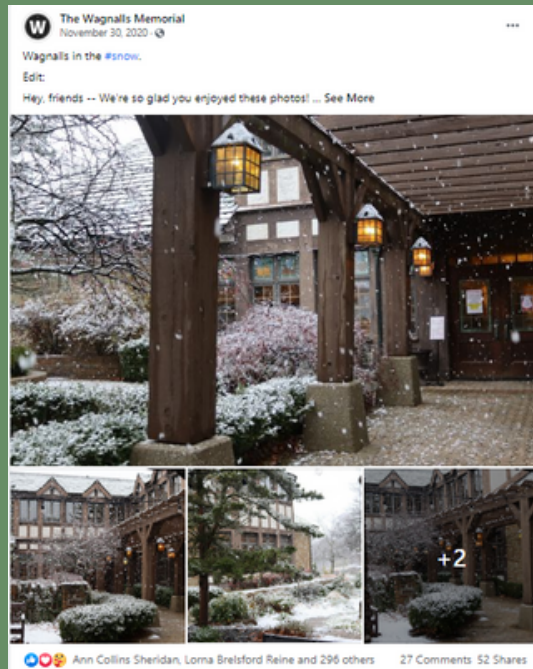 W
The Wagnalls Memorial
November 30, 2020 ·
Wagnalls in the #snow.
Edit:
Hey, friends -- We're so glad you enjoyed these photos! ... See More
+2
Ann Collins Sheridan, Lorna Brelsford Reine and 296 others 27 Comments 52 Shares